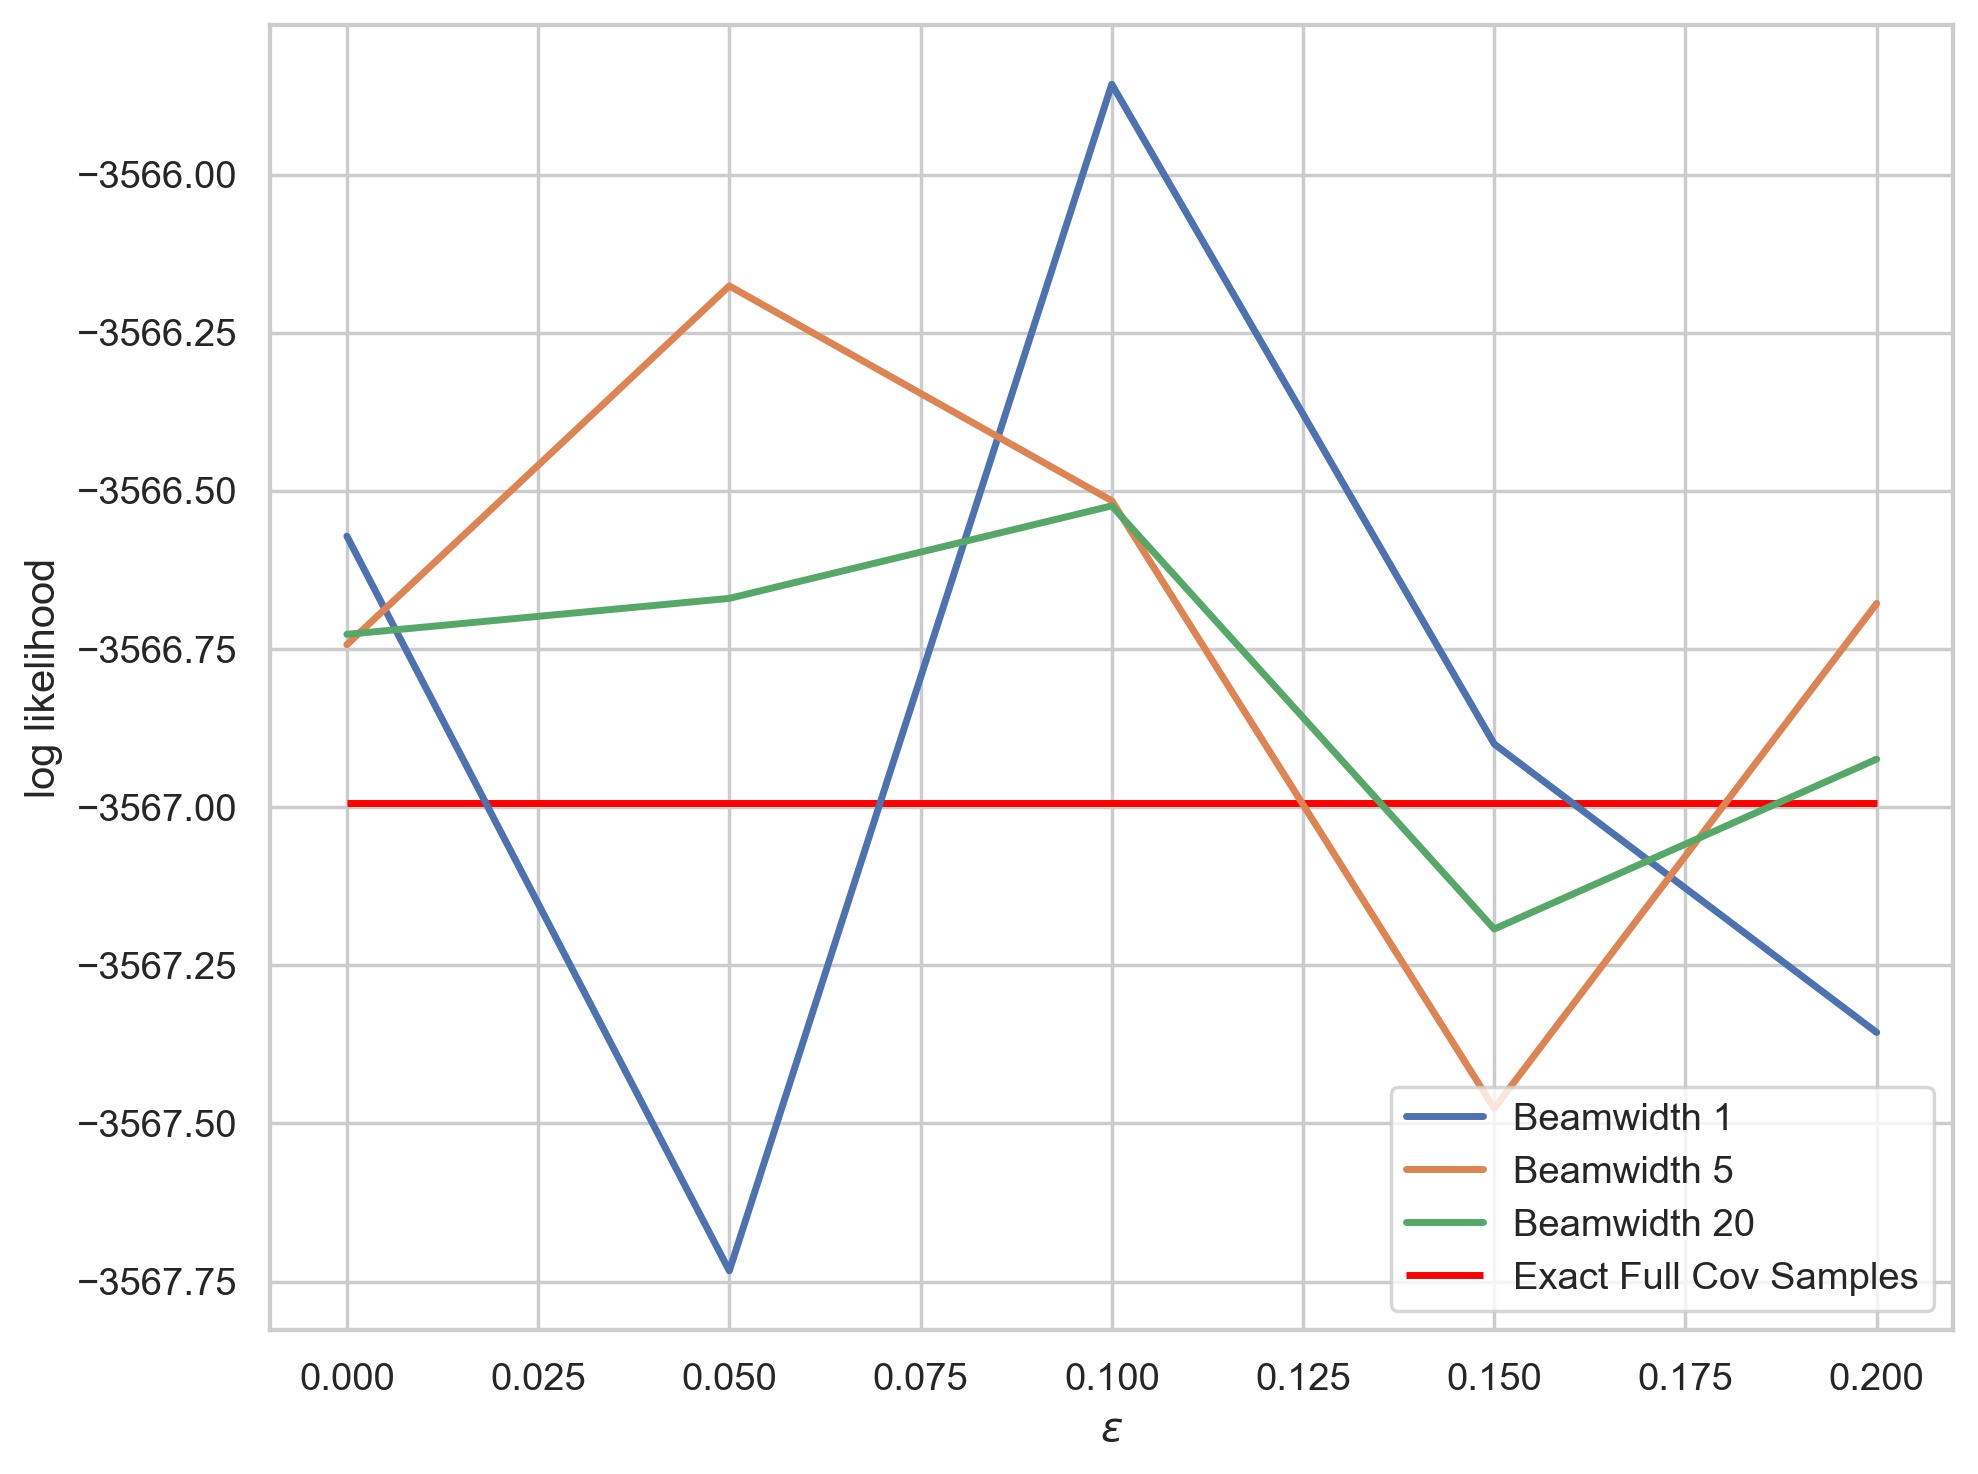 log likelihood
−3566.00
−3566.25
−3566.50
−3566.75
−3567.00
−3567.25
−3567.50
−3567.75
Beamwidth 1
Beamwidth 5
Beamwidth 20
Exact Full Cov Samples
0.000 0.025 0.050 0.075 0.100 0.125 0.150 0.175 0.200
ε